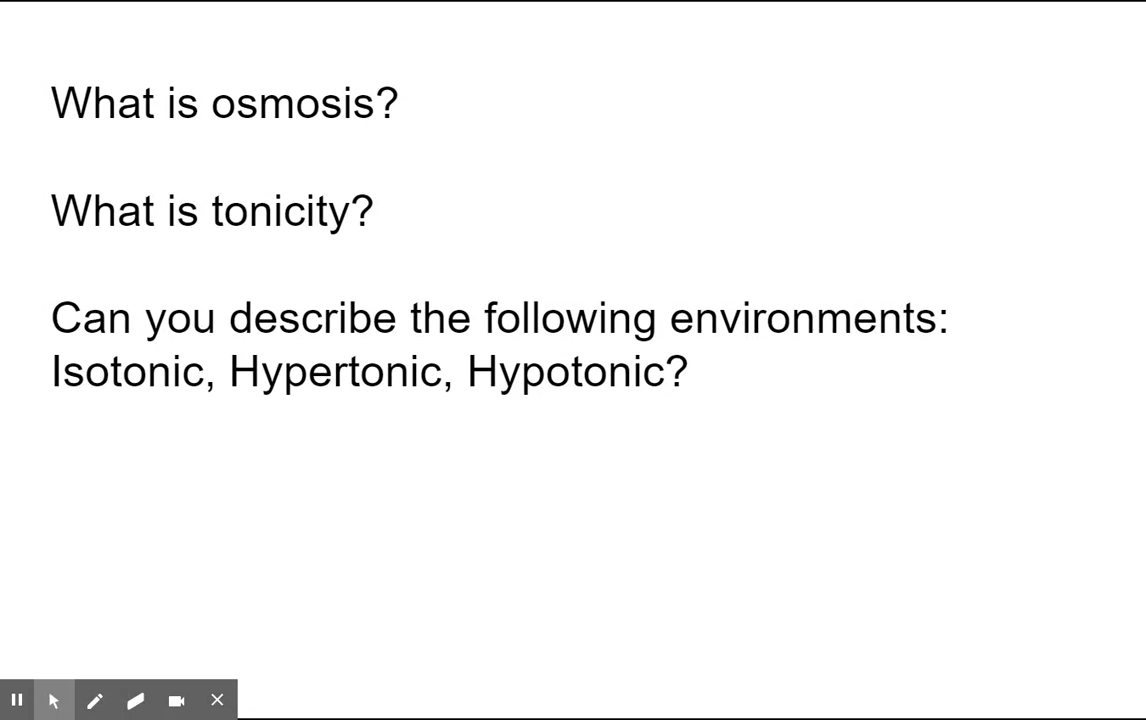 What is osmosis?
What is tonicity?
Can you describe the following environments:
Isotonic, Hypertonic, Hypotonic?